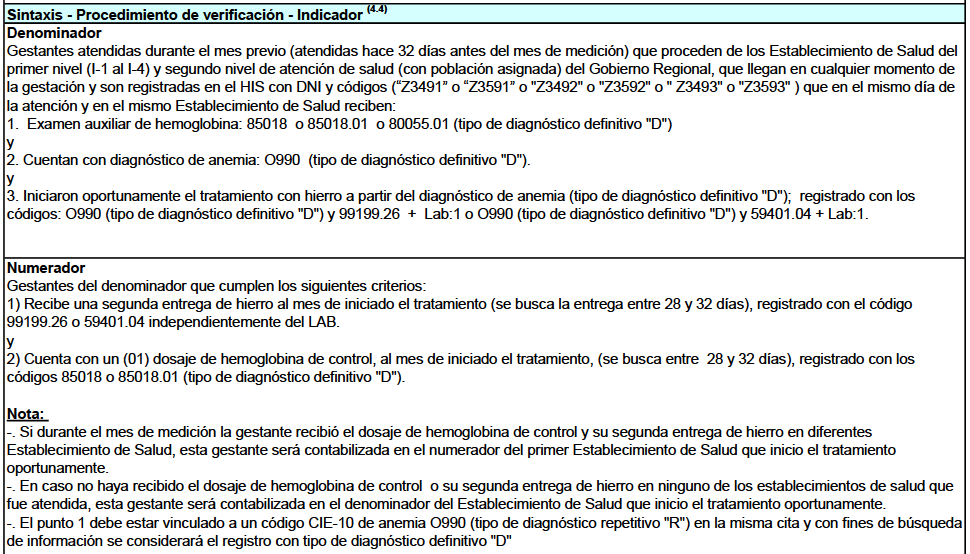 Sintaxis - Procedimiento de verificación - Indicador (4.4)
Denominador
Gestantes atendidas durante el mes previo (atendidas hace 32 días antes del mes de medición) que proceden de los Establecimiento de Salud del
primer nivel (I-1 al I-4) y segundo nivel de atención de salud (con población asignada) del Gobierno Regional, que llegan en cualquier momento de
la gestación y son registradas en el HIS con DNI y códigos (“Z3491” o “Z3591” o "Z3492" o "Z3592" o " Z3493" o "Z3593" ) que en el mismo día de
la atención y en el mismo Establecimiento de Salud reciben:
1. Examen auxiliar de hemoglobina: 85018 o 85018.01 o 80055.01 (tipo de diagnóstico definitivo "D")
y
2. Cuentan con diagnóstico de anemia: O990 (tipo de diagnóstico definitivo "D").
y
3. Iniciaron oportunamente el tratamiento con hierro a partir del diagnóstico de anemia (tipo de diagnóstico definitivo "D"); registrado con los
códigos: O990 (tipo de diagnóstico definitivo "D") y 99199.26 + Lab:1 o O990 (tipo de diagnóstico definitivo "D") y 59401.04 + Lab:1.
Numerador
Gestantes del denominador que cumplen los siguientes criterios:
1) Recibe una segunda entrega de hierro al mes de iniciado el tratamiento (se busca la entrega entre 28 y 32 días), registrado con el código
99199.26 o 59401.04 independientemente del LAB.
y
2) Cuenta con un (01) dosaje de hemoglobina de control, al mes de iniciado el tratamiento, (se busca entre 28 y 32 días), registrado con los
códigos 85018 o 85018.01 (tipo de diagnóstico definitivo "D").
Nota:
-. Si durante el mes de medición la gestante recibió el dosaje de hemoglobina de control y su segunda entrega de hierro en diferentes
Establecimiento de Salud, esta gestante será contabilizada en el numerador del primer Establecimiento de Salud que inicio el tratamiento
oportunamente.
-. En caso no haya recibido el dosaje de hemoglobina de control o su segunda entrega de hierro en ninguno de los establecimientos de salud que
fue atendida, esta gestante será contabilizada en el denominador del Establecimiento de Salud que inicio el tratamiento oportunamente.
-. El punto 1 debe estar vinculado a un código CIE-10 de anemia O990 (tipo de diagnóstico repetitivo "R") en la misma cita y con fines de búsqueda
de información se considerará el registro con tipo de diagnóstico definitivo "D"